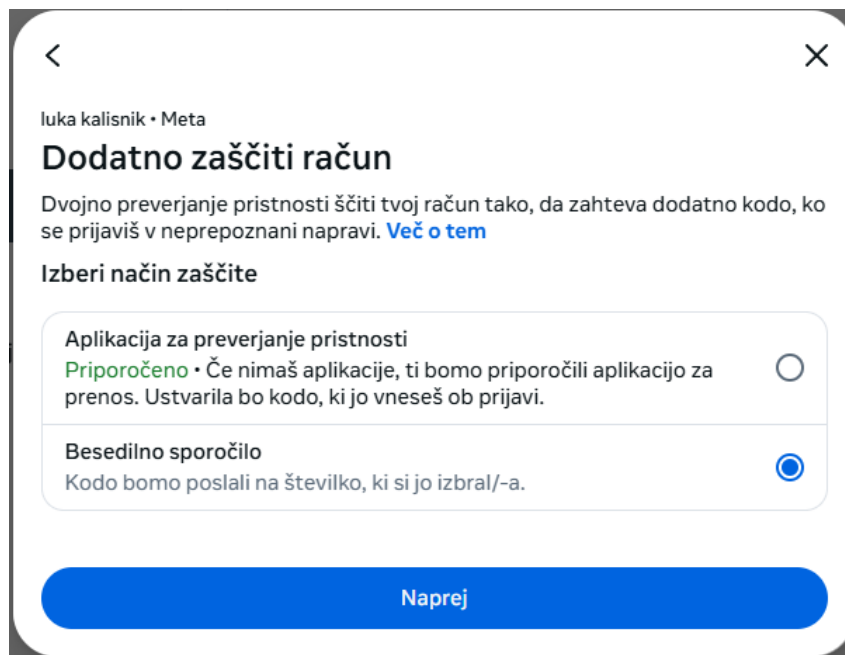 luka kalisnik • Meta
Dodatno zaščiti račun
Dvojno preverjanje pristnosti ščiti tvoj račun tako, da zahteva dodatno kodo, ko
se prijaviš v neprepoznani napravi. Več o tem
Izberi način zaščite
Aplikacija za preverjanje pristnosti
Priporočeno • Če nimaš aplikacije, ti bomo priporočili aplikacijo za
prenos. Ustvarila bo kodo, ki jo vneseš ob prijavi.
Besedilno sporočilo
Kodo bomo poslali na številko, ki si jo izbral/-a.
Naprej